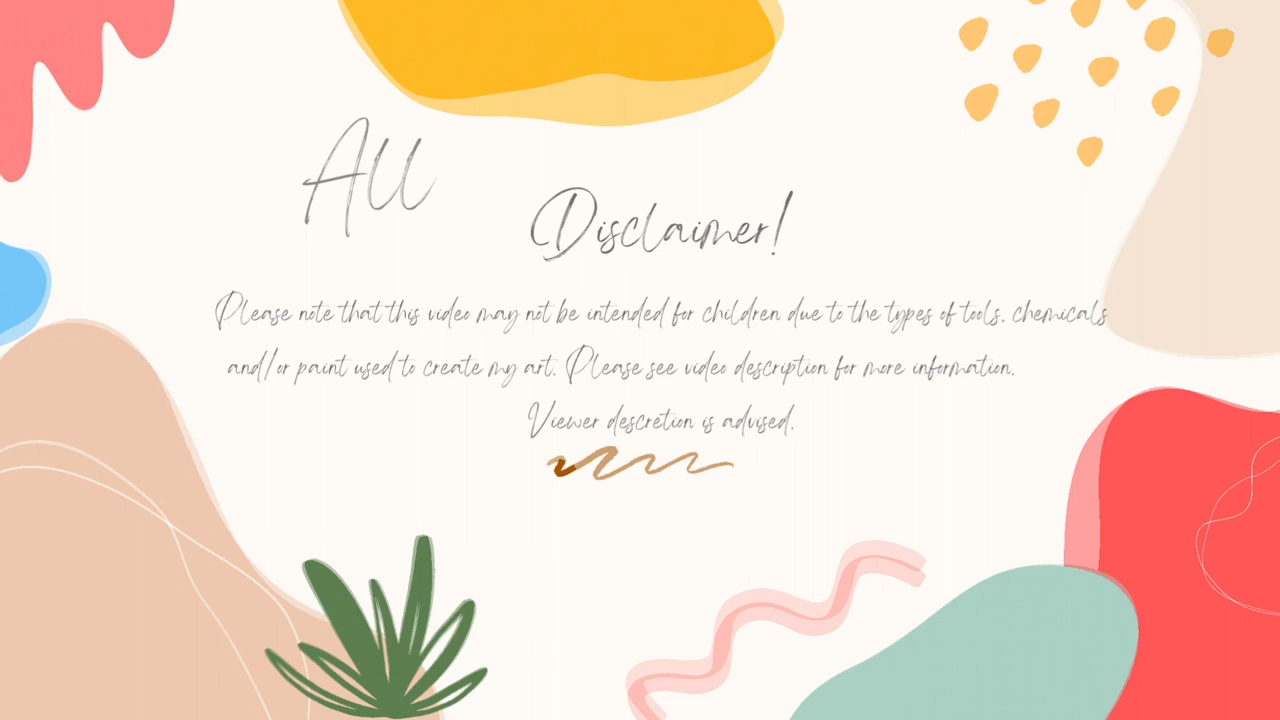 All
Disclaimer!
Please note that this video may not be intended for children due to the types of tools. chemicals
and/or paint used to create my art. Please see video description for more information.
Viewer descretion is advised.